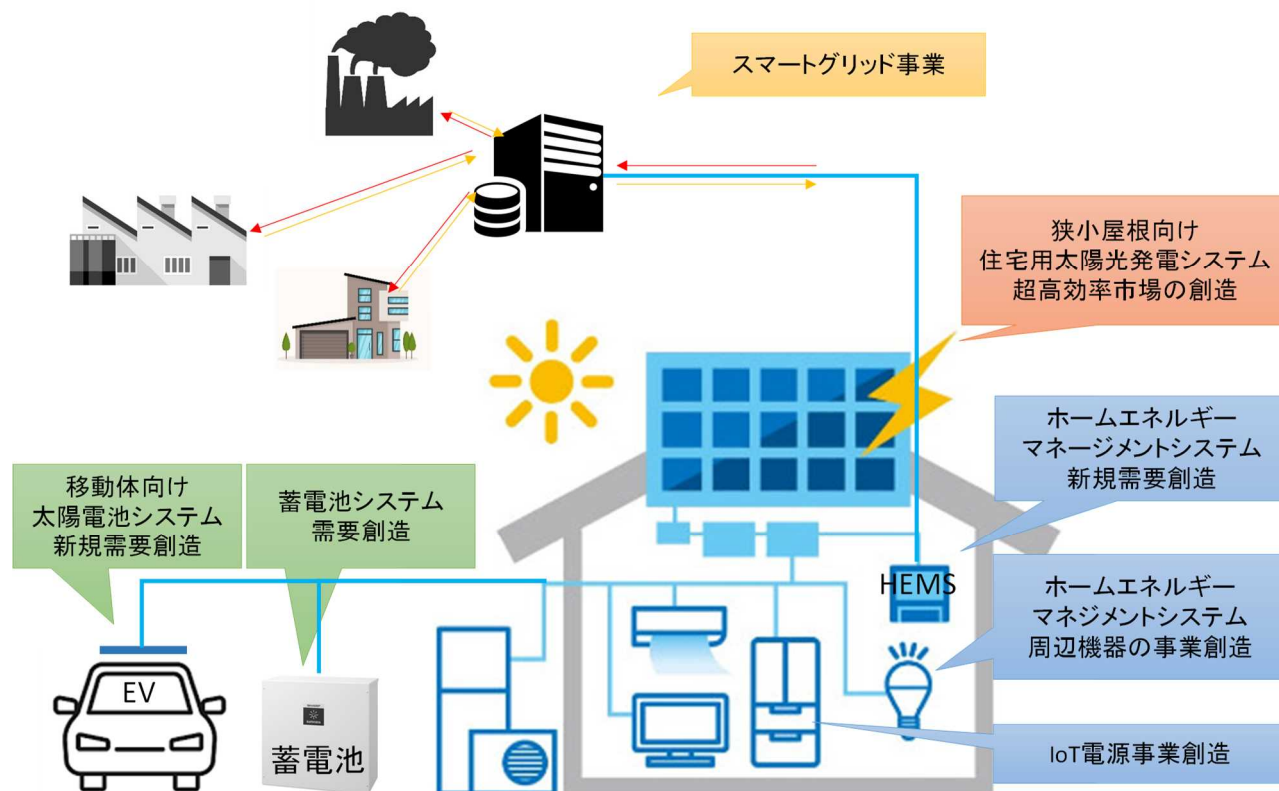 スマートグリッド事業
狭小屋根向け
住宅用太陽光発電システム
超高効率市場の創造
ホームエネルギー
マネージメントシステム
新規需要創造
移動体向け
太陽電池システム
新規需要創造
蓄電池システム
需要創造
HEMS
ホームエネルギー
マネジメントシステム
周辺機器の事業創造
EV
蓄電池
IoT電源事業創造